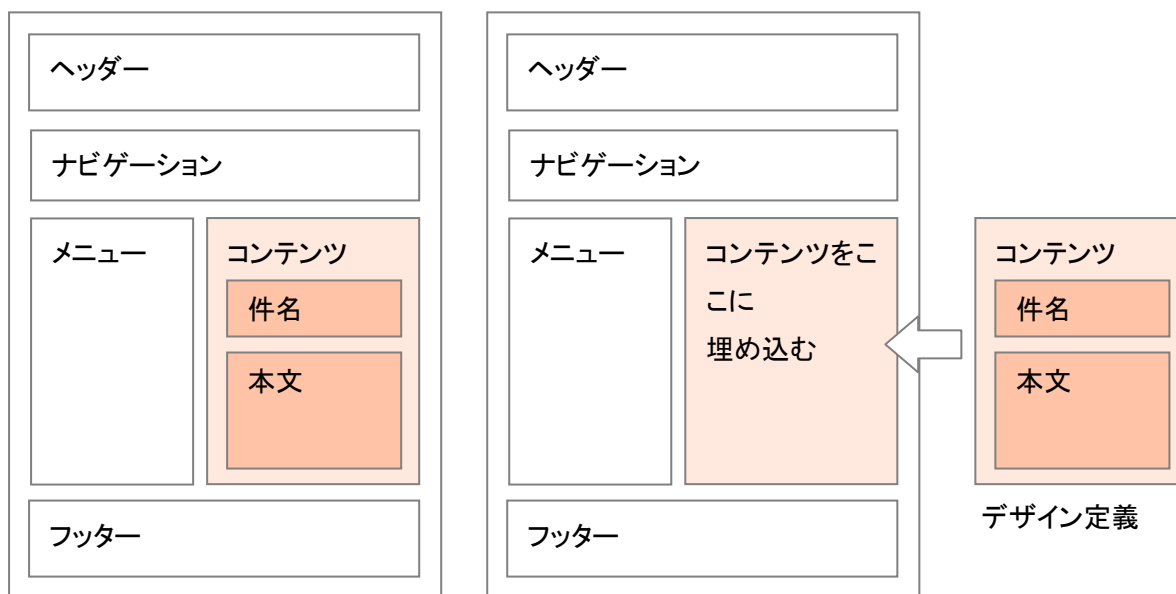 ヘッダー
ナビゲーション
メニュー
コンテンツ
件名
本文
フッター
ヘッダー
ナビゲーション
メニュー
コンテンツをこ
こに
埋め込む
フッター
コンテンツ
件名
本文
デザイン定義